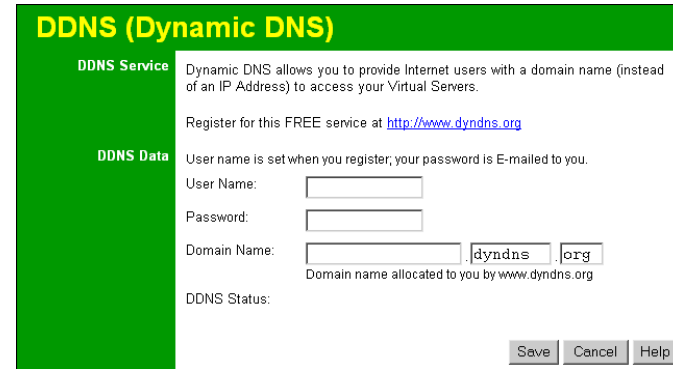 DDNS (Dynamic DNS)
DDNS Service
Dynamic DNS allows you to provide Internet users with a domain name (instead
of an IP Address) to access your Virtual Servers.
Register for this FREE service at http://www.dyndns.org
DDNS Data
User name is set when you register; your password is E-mailed to you.
User Name:
Password:
Domain Name: .dyndns .org
Domain name allocated to you by www.dyndns.org
DDNS Status:
Save Cancel Help